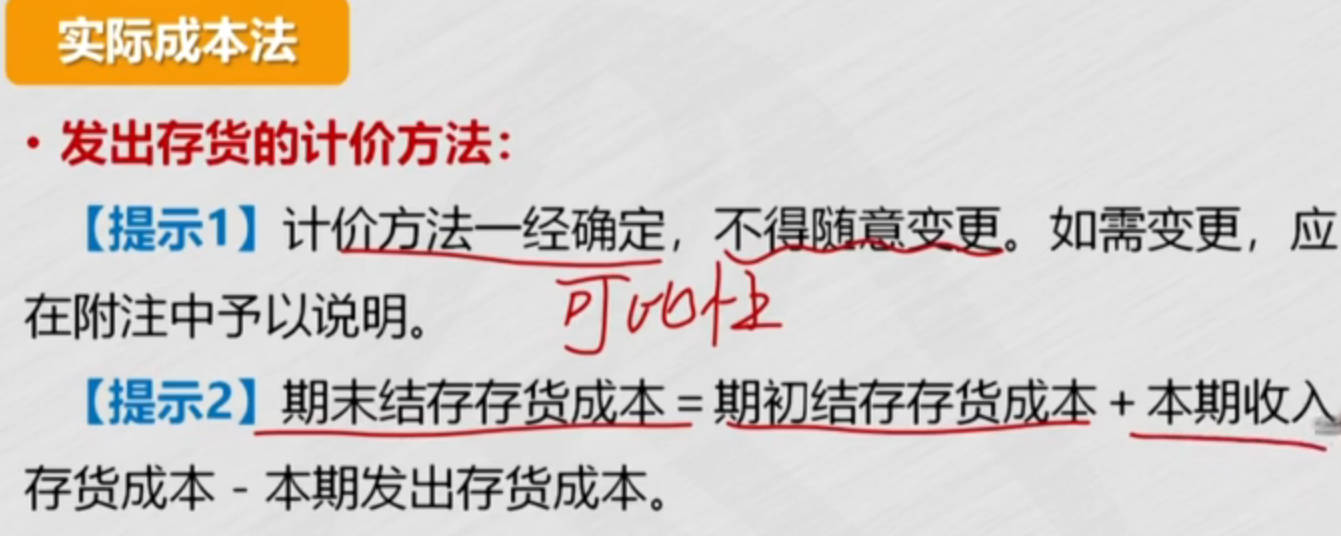 实际成本法
·发出存货的计价方法：
【提示1】计价方法一经确定，不得随意变更。如需变更，应
在附注中予以说明。
可比性
【提示2】期末结存存货成本=期初结存存货成本+本期收入
存货成本-本期发出存货成本。